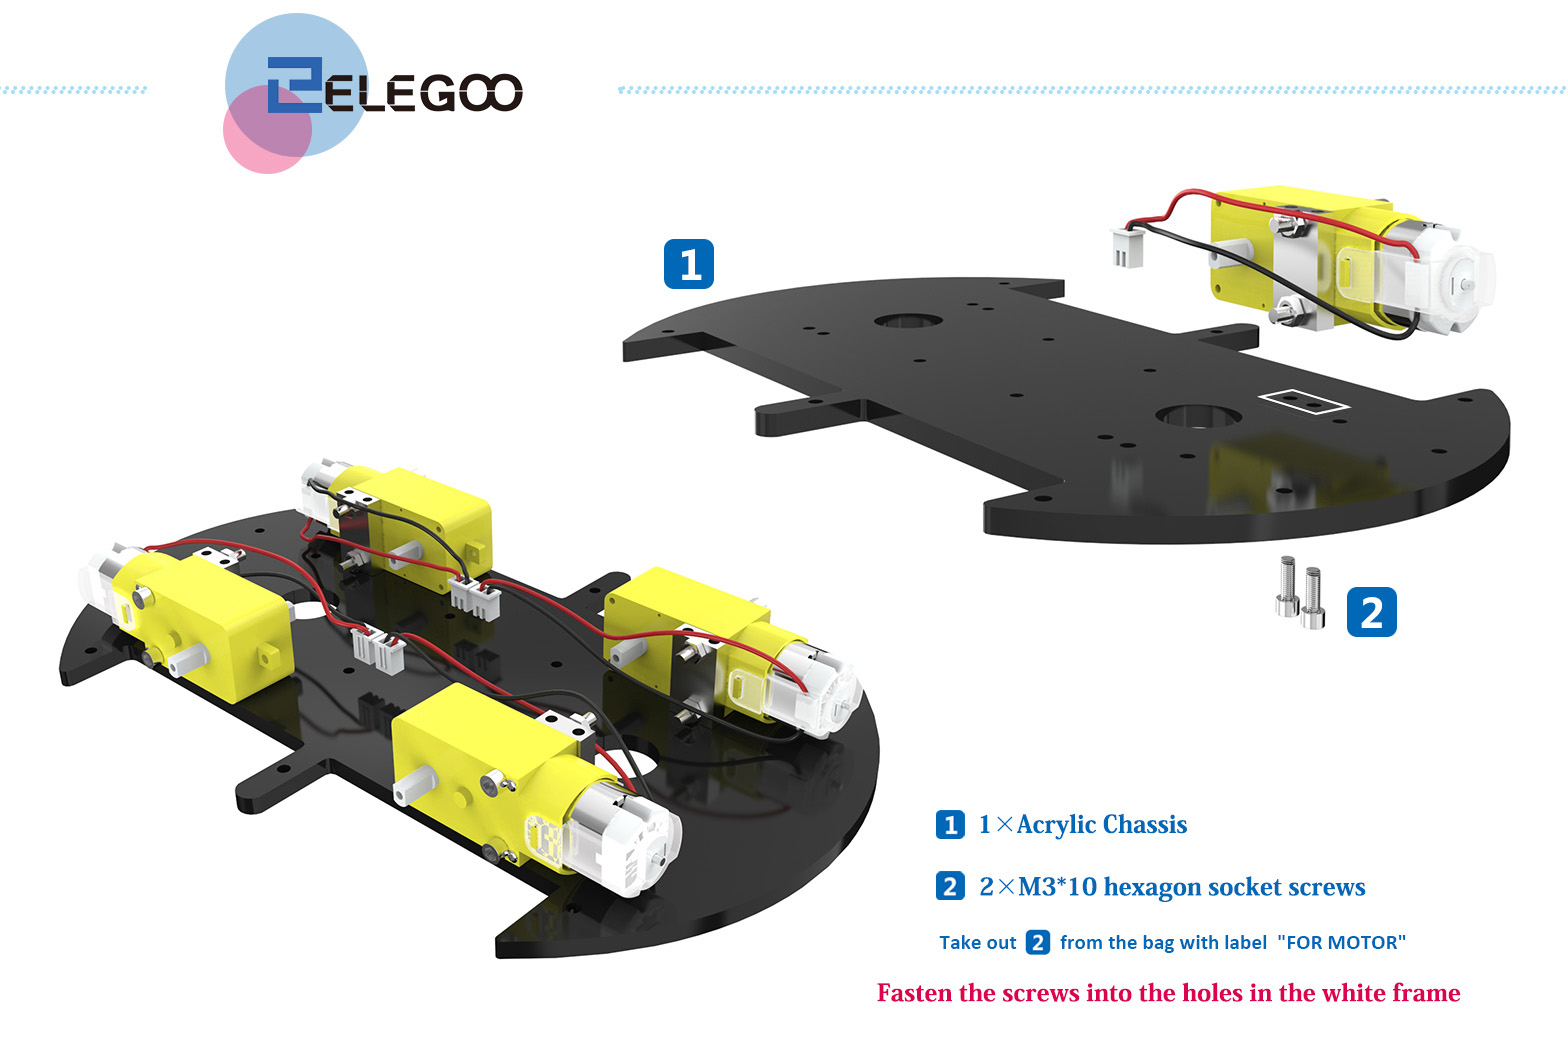 ELEGOO
1
2
1 1×Acrylic Chassis
2 2×M3*10 hexagon socket screws
Take out 2 from the bag with label "FOR MOTOR"
Fasten the screws into the holes in the white frame